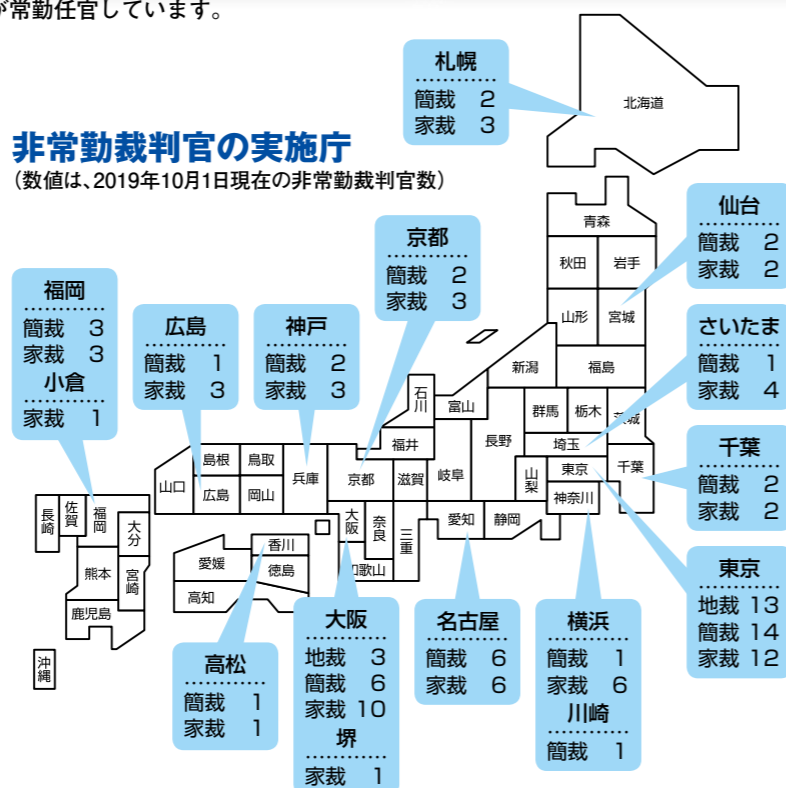 が常勤任官しています。
非常勤裁判官の実施庁
(数値は、2019年10月1日現在の非常勤裁判官数)
札幌
簡裁 2
家裁 3
北海道
仙台
簡裁 2
家裁 2
さいたま
簡裁 1
家裁 4
千葉
簡裁 2
家裁 2
東京
地裁 13
簡裁 14
家裁 12
京都
簡裁 2
家裁 3
福岡
簡裁 3
家裁 3
小倉
家裁 1
広島
簡裁 1
家裁 3
神戸
簡裁 2
家裁 3
青森
秋田
岩手
山形
宮城
新潟
福島
石川
富山
群馬
栃木
茨城
福井
長野
埼玉
島根
鳥取
兵庫
京都
滋賀
岐阜
山梨
東京
千葉
山口
広島
岡山
神奈川
長崎
佐賀
福岡
大分
大阪
奈良
三重
愛知
静岡
香川
愛媛
徳島
和歌山
熊本
宮崎
高知
鹿児島
沖縄
高松
簡裁 1
家裁 1
大阪
地裁 3
簡裁 6
家裁 10
堺
家裁 1
名古屋
簡裁 6
家裁 6
横浜
簡裁 1
家裁 6
川崎
簡裁 1